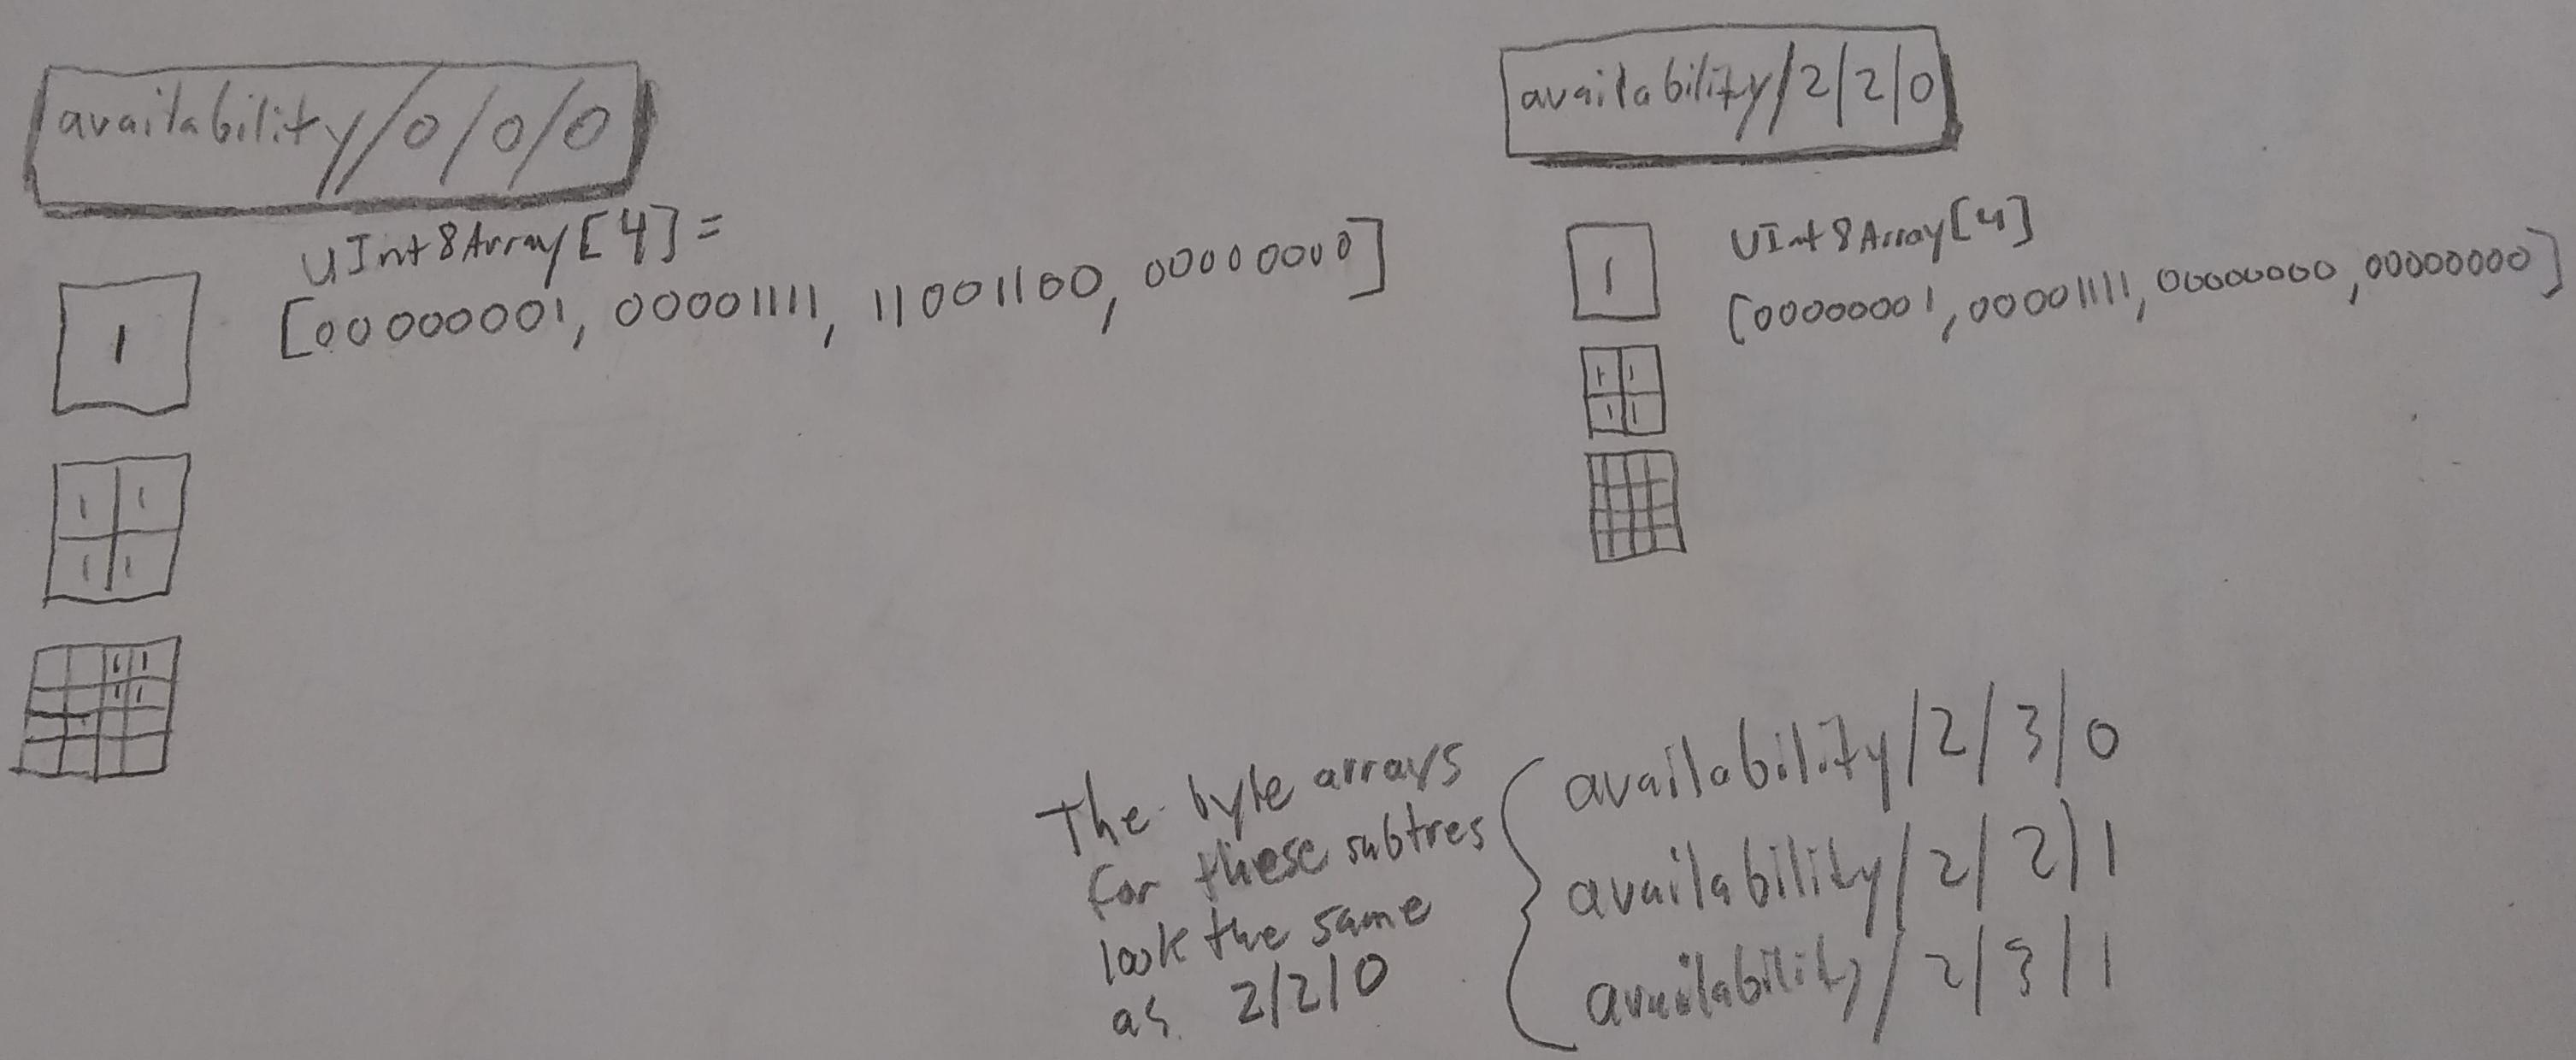 availability/0/0/0
UInt8Array[4] =
[00000001, 00001111, 11001100, 00000000]
1
1 1
1 1
1 1
1 1
availability/2/2/0
UInt8Array[4]
[00000001, 00001111, 00000000, 00000000]
1
1 1
1 1
The byte arrays
for these subtres
look the same
as 2/2/0
availability/2/3/0
availability/2/2/1
availability/2/3/1